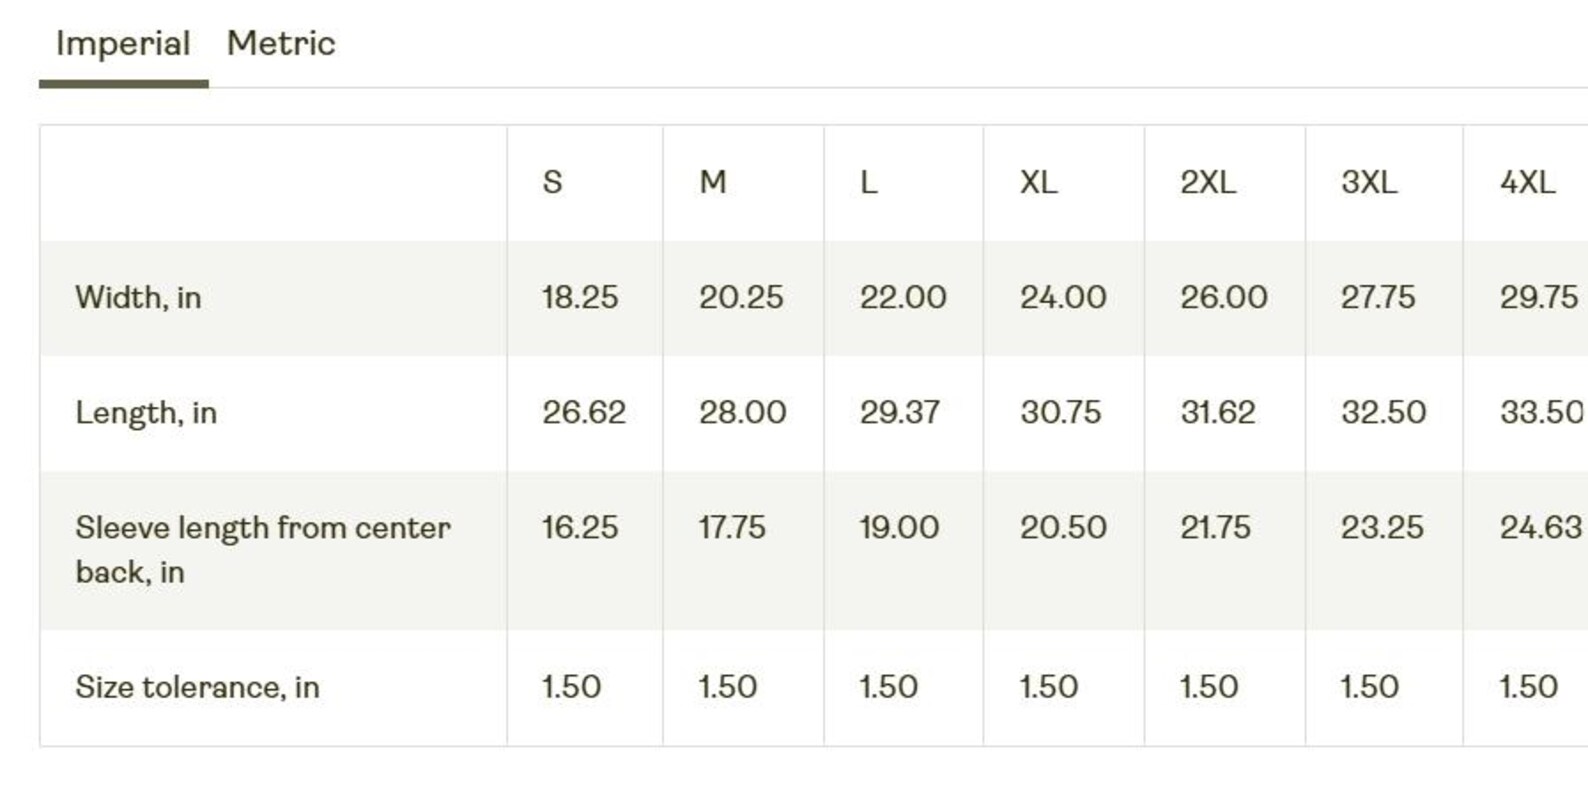 Imperial Metric
S M L XL 2XL 3XL 4XL
Width, in 18.25 20.25 22.00 24.00 26.00 27.75 29.75
Length, in 26.62 28.00 29.37 30.75 31.62 32.50 33.50
Sleeve length from center 16.25 17.75 19.00 20.50 21.75 23.25 24.63
back, in
Size tolerance, in 1.50 1.50 1.50 1.50 1.50 1.50 1.50